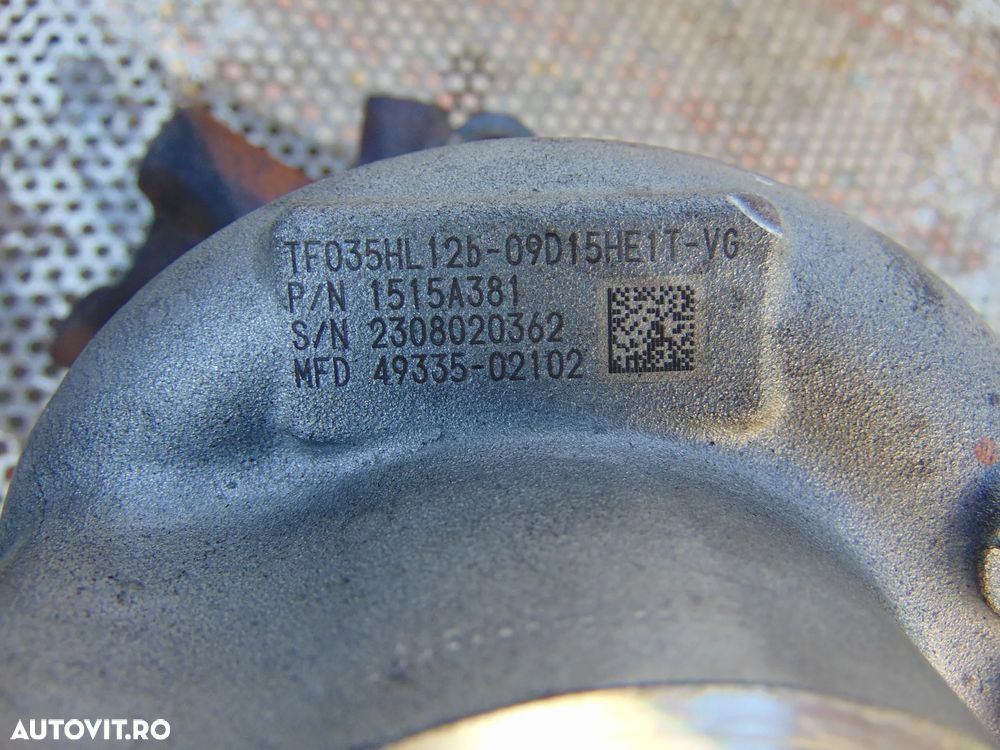 TF035HL12b-09D15HE1T-VG
P/N 1515A381
S/N 2308020362
MFD 49335-02102
AUTOVIT.RO